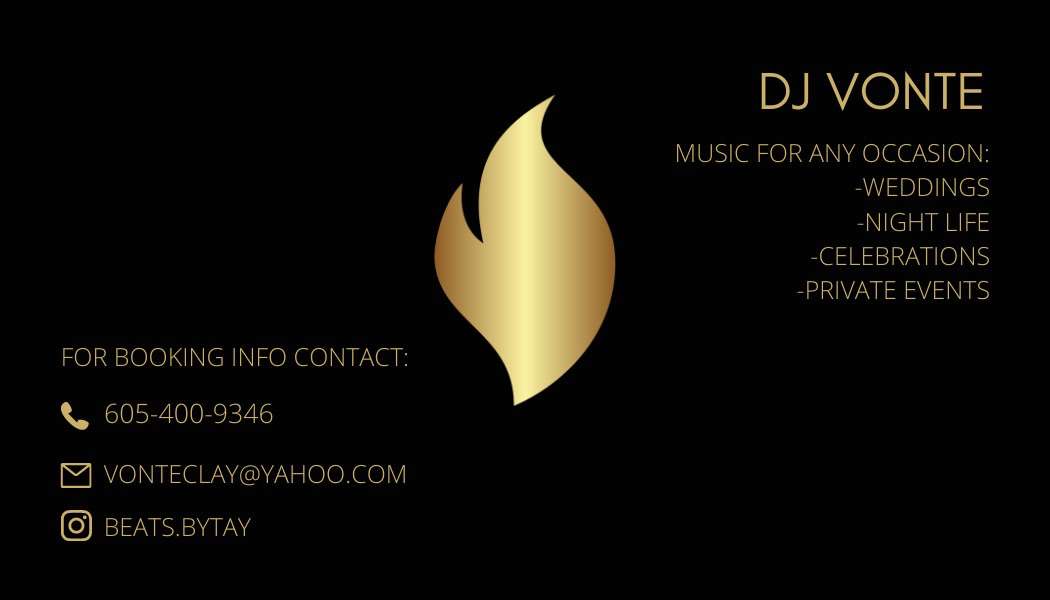 DJ VONTE
MUSIC FOR ANY OCCASION:
-WEDDINGS
-NIGHT LIFE
-CELEBRATIONS
-PRIVATE EVENTS
FOR BOOKING INFO CONTACT:
605-400-9346
VONTECLAY@YAHOO.COM
BEATS.BYTAY